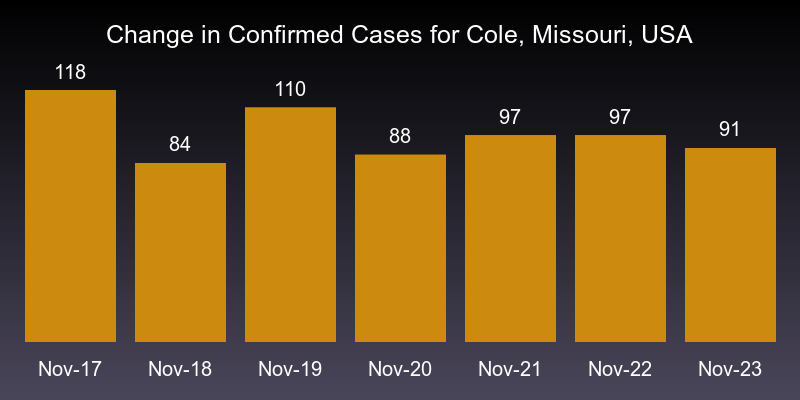 Change in Confirmed Cases for Cole, Missouri, USA
118
84
110
88
97
97
91
Nov-17
Nov-18
Nov-19
Nov-20
Nov-21
Nov-22
Nov-23